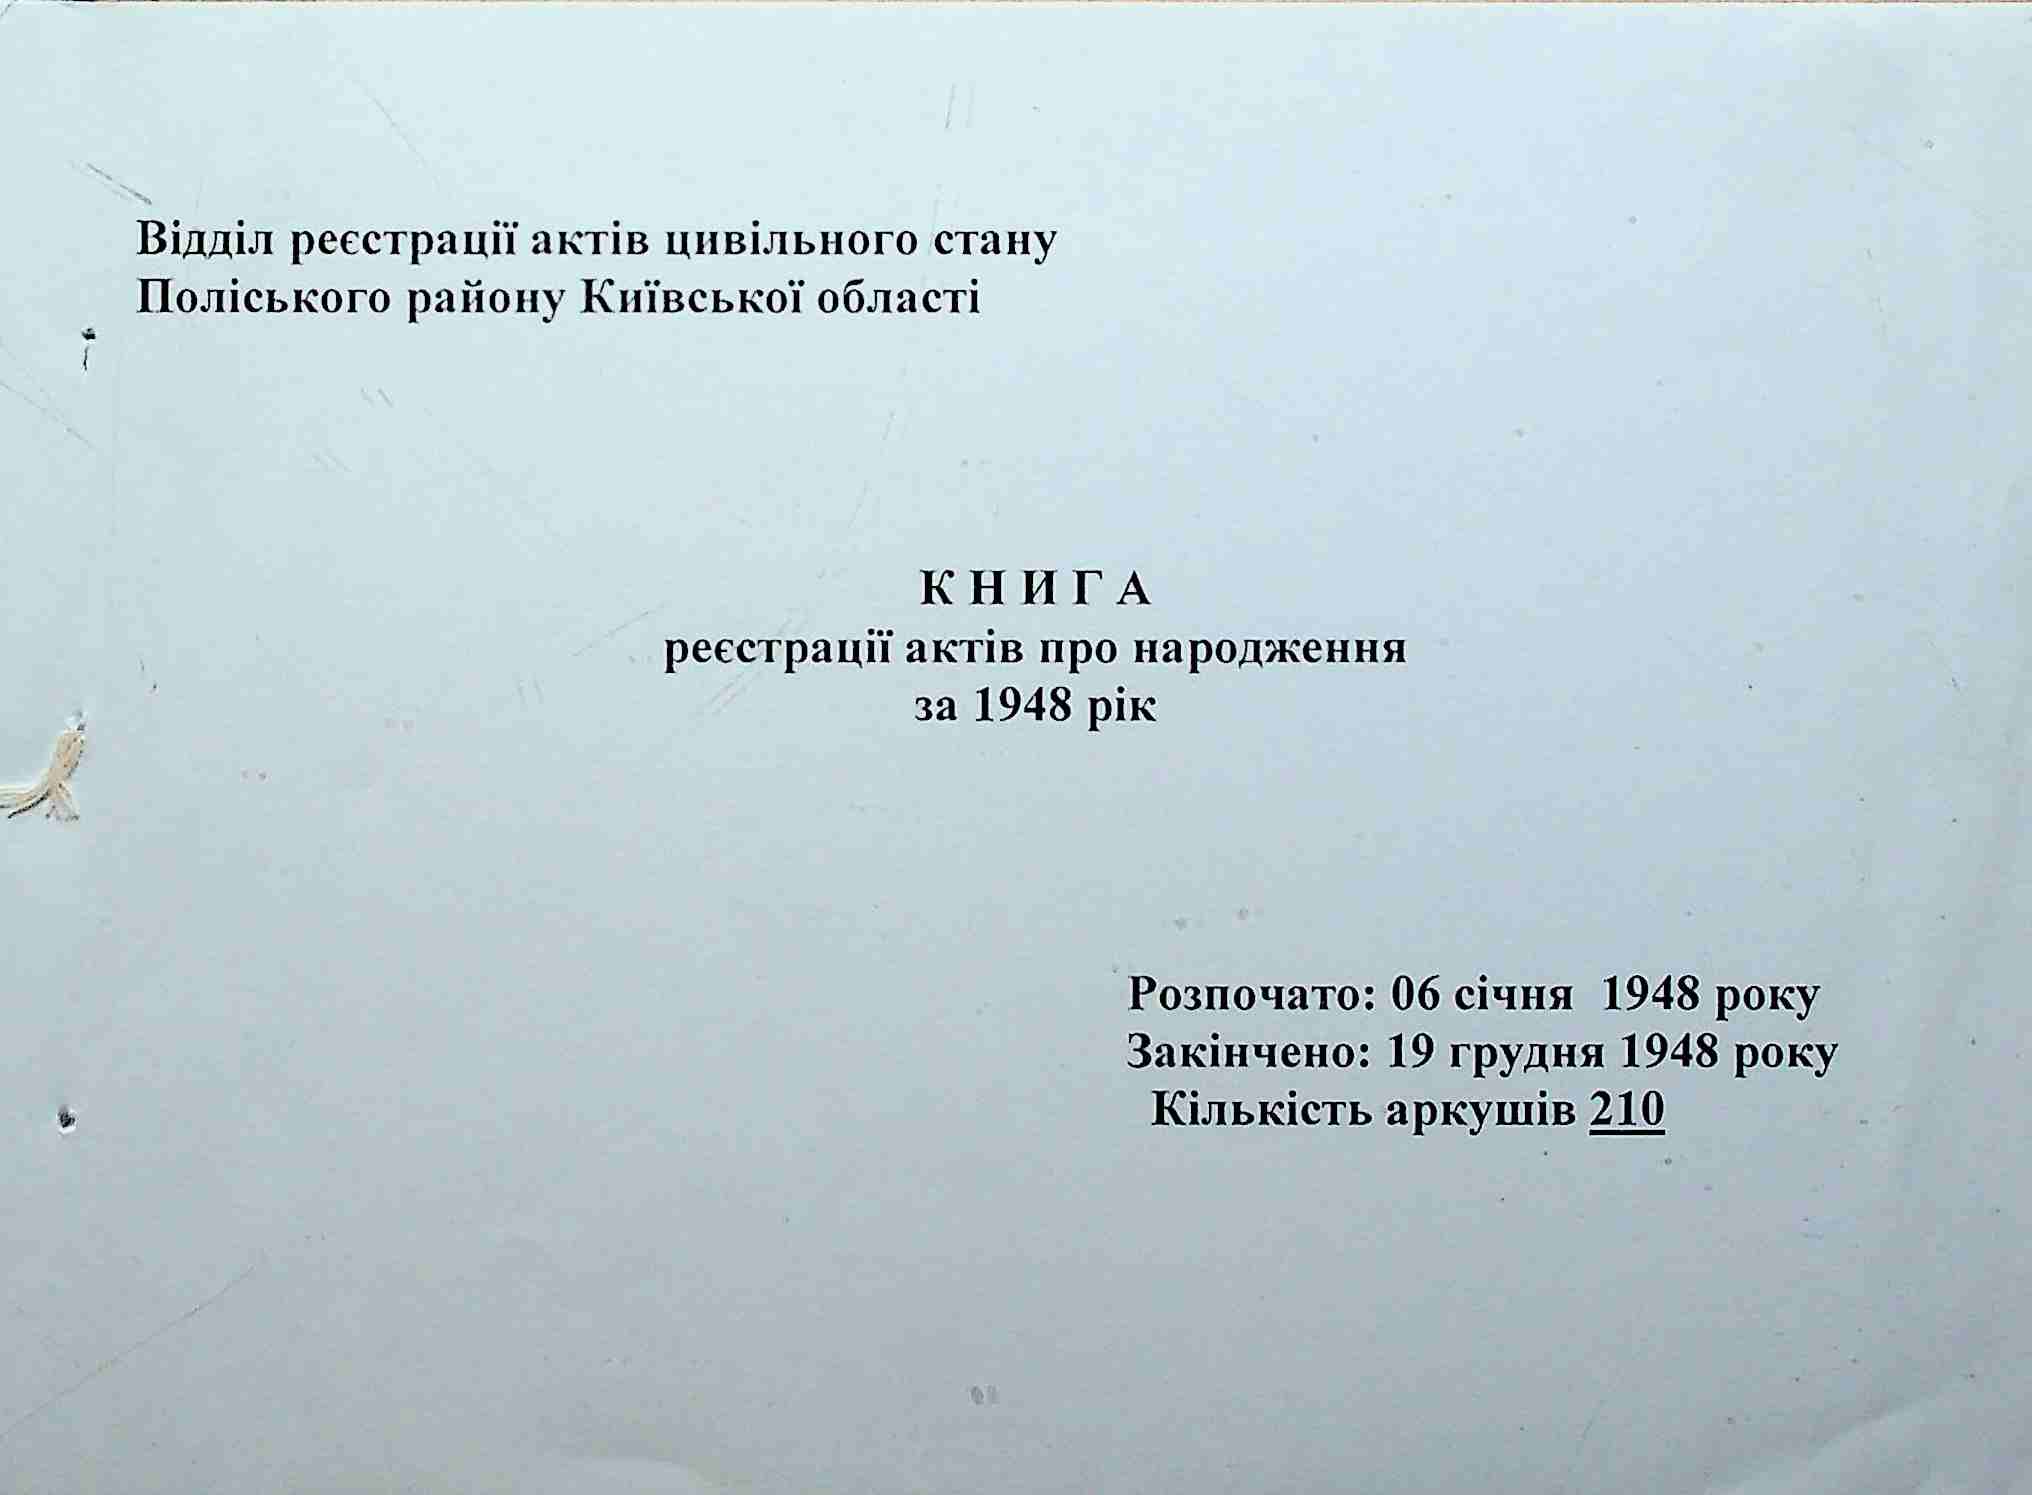 Відділ реєстрації актів цивільного стану
Поліського району Київської області
К Н И Г А
реєстрації актів про народження
за 1948 рік
Розпочато: 06 січня 1948 року
Закінчено: 19 грудня 1948 року
Кількість аркушів 210